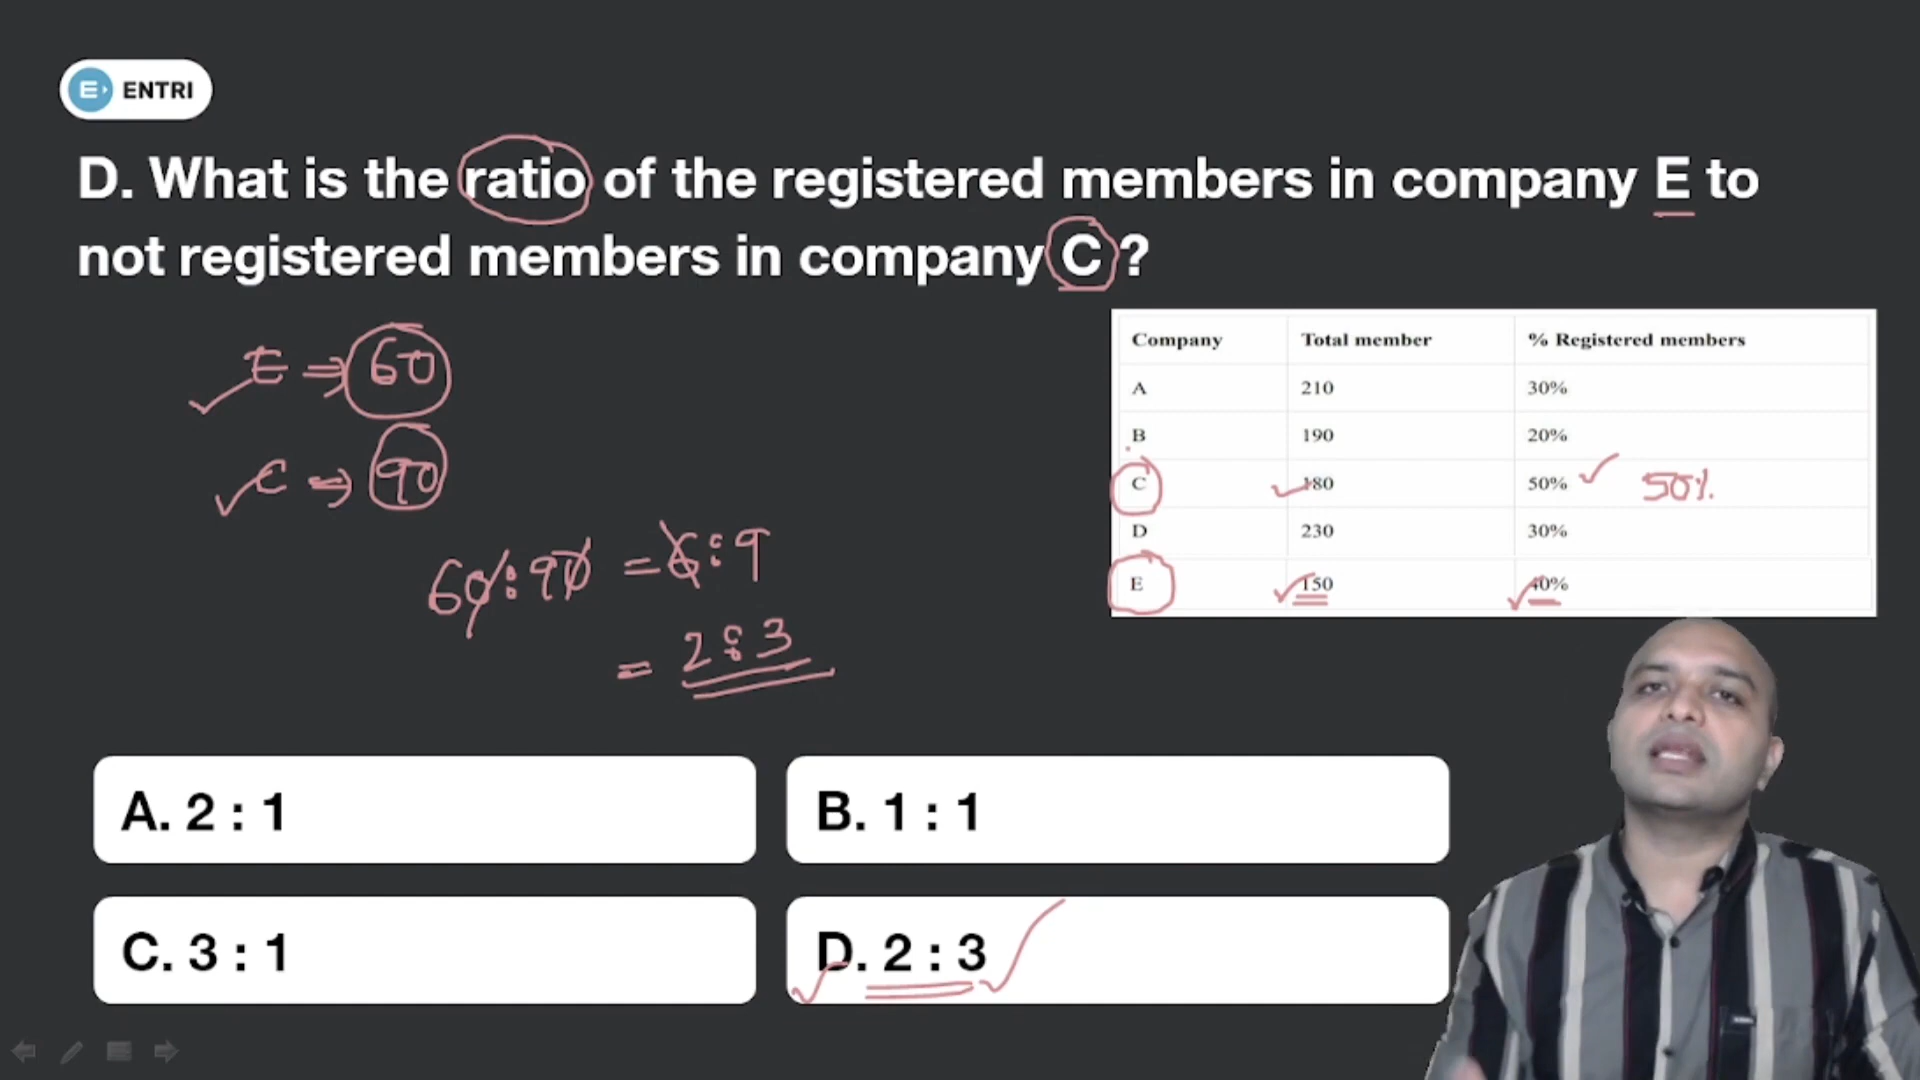 ENTRI
D. What is the ratio of the registered members in company E to
not registered members in company C ?
E ⇒ 60
C ⇒ 90
60 : 90 = 6 : 9
= 2 : 3
Company Total member % Registered members
A 210 30%
B 190 20%
C 180 50% 50%
D 230 30%
E 150 40%
A. 2 : 1
B. 1 : 1
C. 3 : 1
D. 2 : 3